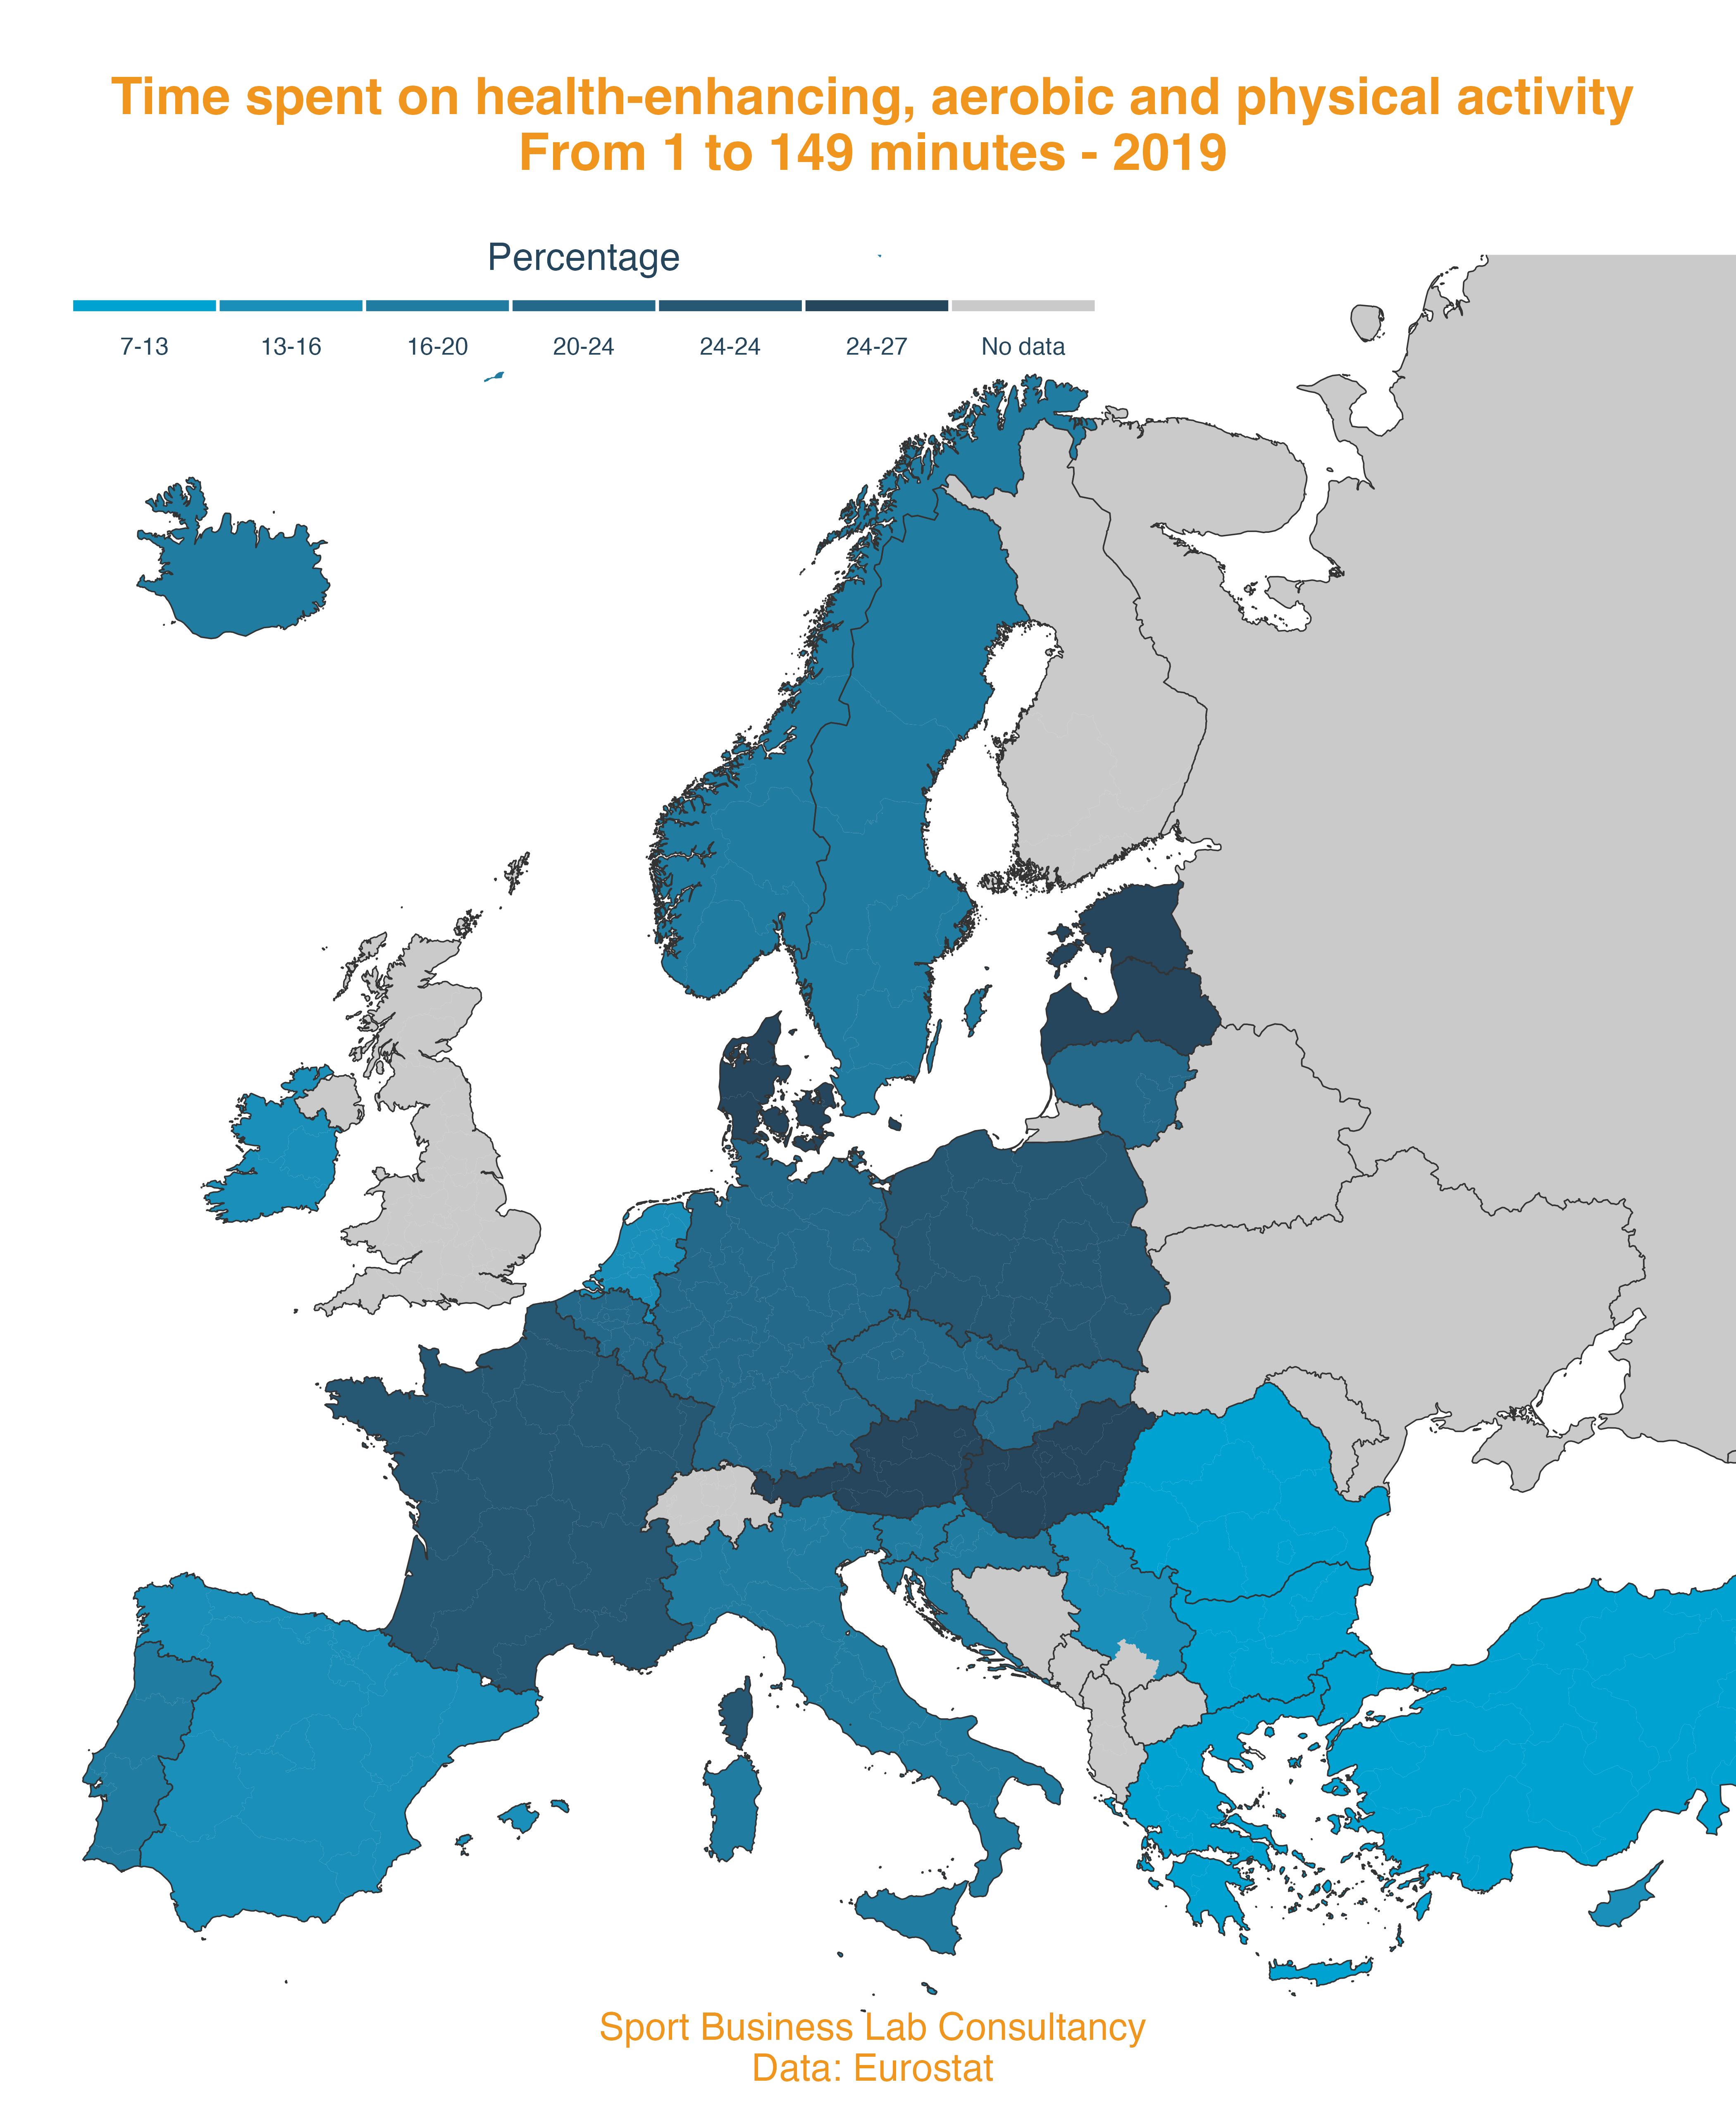 Time spent on health-enhancing, aerobic and physical activity
From 1 to 149 minutes - 2019
Percentage
7-13 13-16 16-20 20-24 24-24 24-27 No data
Sport Business Lab Consultancy
Data: Eurostat